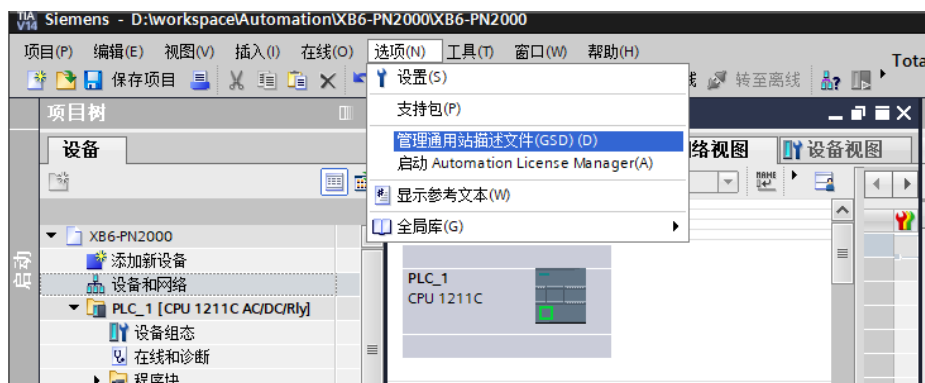 TIA V14 Siemens - D:\workspace\Automation\XB6-PN2000\XB6-PN2000
项目(P) 编辑(E) 视图(V) 插入(I) 在线(O) 选项(N) 工具(T) 窗口(W) 帮助(H)
Tota
保存项目
转至离线
设置(S)
支持包(P)
管理通用站描述文件(GSD) (D)
启动 Automation License Manager(A)
显示参考文本(W)
全局库(G)
项目树
设备
络视图 设备视图
启动
XB6-PN2000
添加新设备
设备和网络
PLC_1 [CPU 1211C AC/DC/Rly]
设备组态
在线和诊断
程序块
PLC_1
CPU 1211C